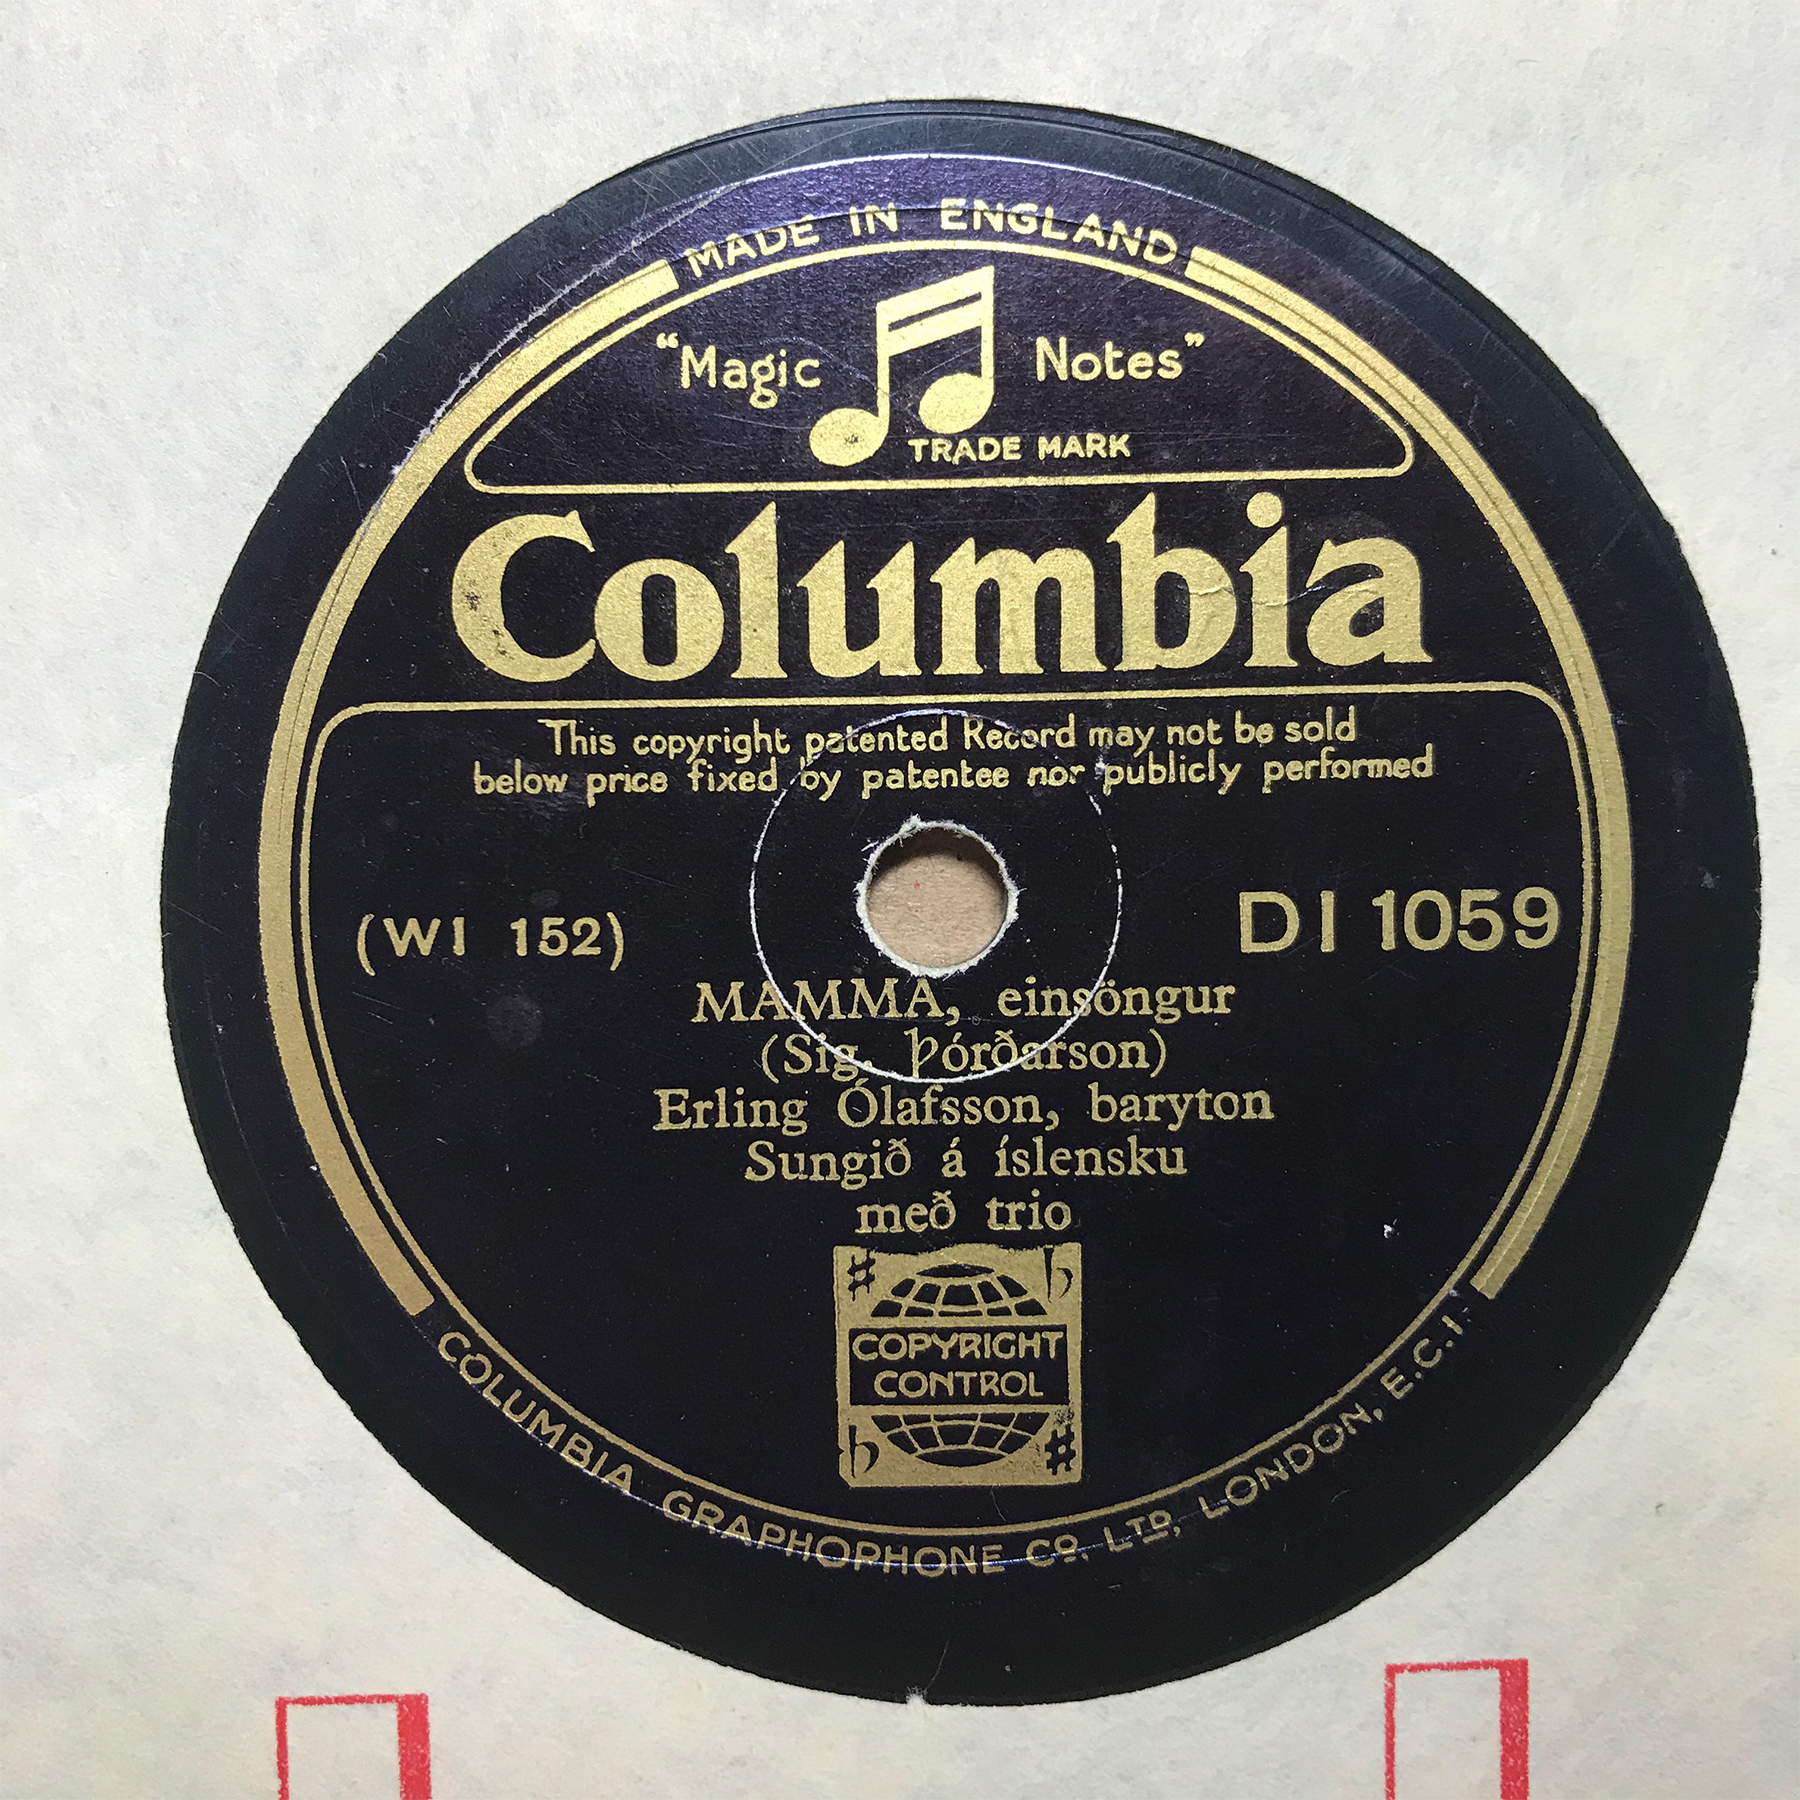 MADE IN ENGLAND
“Magic Notes”
TRADE MARK
Columbia
This copyright patented Record may not be sold
below price fixed by patentee nor publicly performed
(WI 152)
DI 1059
MAMMA, einsöngur
(Sig. Þórðarson)
Erling Ólafsson, baryton
Sungið á íslensku
með trio
COPYRIGHT
CONTROL
COLUMBIA GRAPHOPHONE Co. LTD, LONDON, E.C.1.